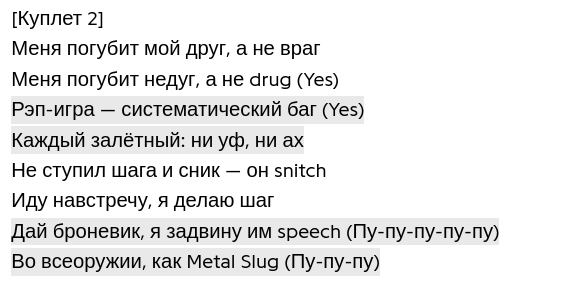 [Куплет 2]
Меня погубит мой друг, а не враг
Меня погубит недуг, а не drug (Yes)
Рэп-игра — систематический баг (Yes)
Каждый залётный: ни уф, ни ах
Не ступил шага и сник — он snitch
Иду навстречу, я делаю шаг
Дай броневик, я задвину им speech (Пу-пу-пу-пу-пу)
Во всеоружии, как Metal Slug (Пу-пу-пу)